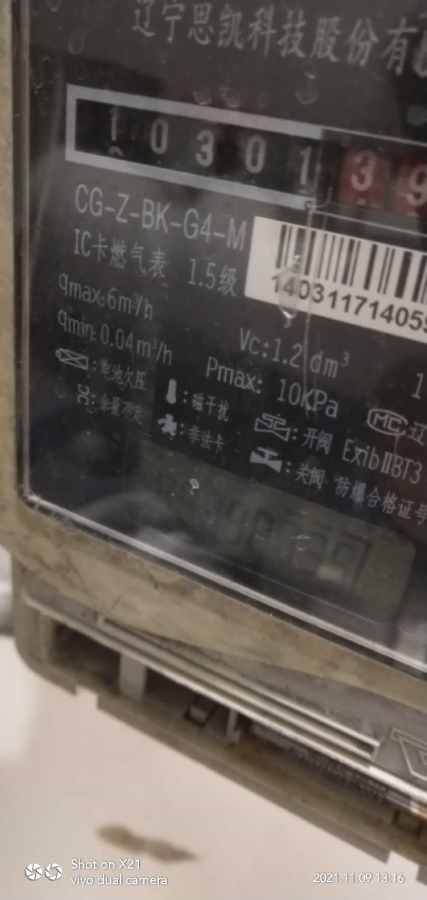 辽宁思凯科技股份有
1 0 3 0 1 3 9
CG-Z-BK-G4-M
IC卡燃气表 1.5级
14031171405
qmax:6m³/h
qmin:0.04m³/h
Vc:1.2 dm³
Pmax: 10KPa
:电池欠压
:磁干扰
:开阀 ExibⅡBT3
MC 辽
:余量不足
:非法卡
:关阀 防爆合格证号
Shot on X21
vivo dual camera
2021.11.09 13:16